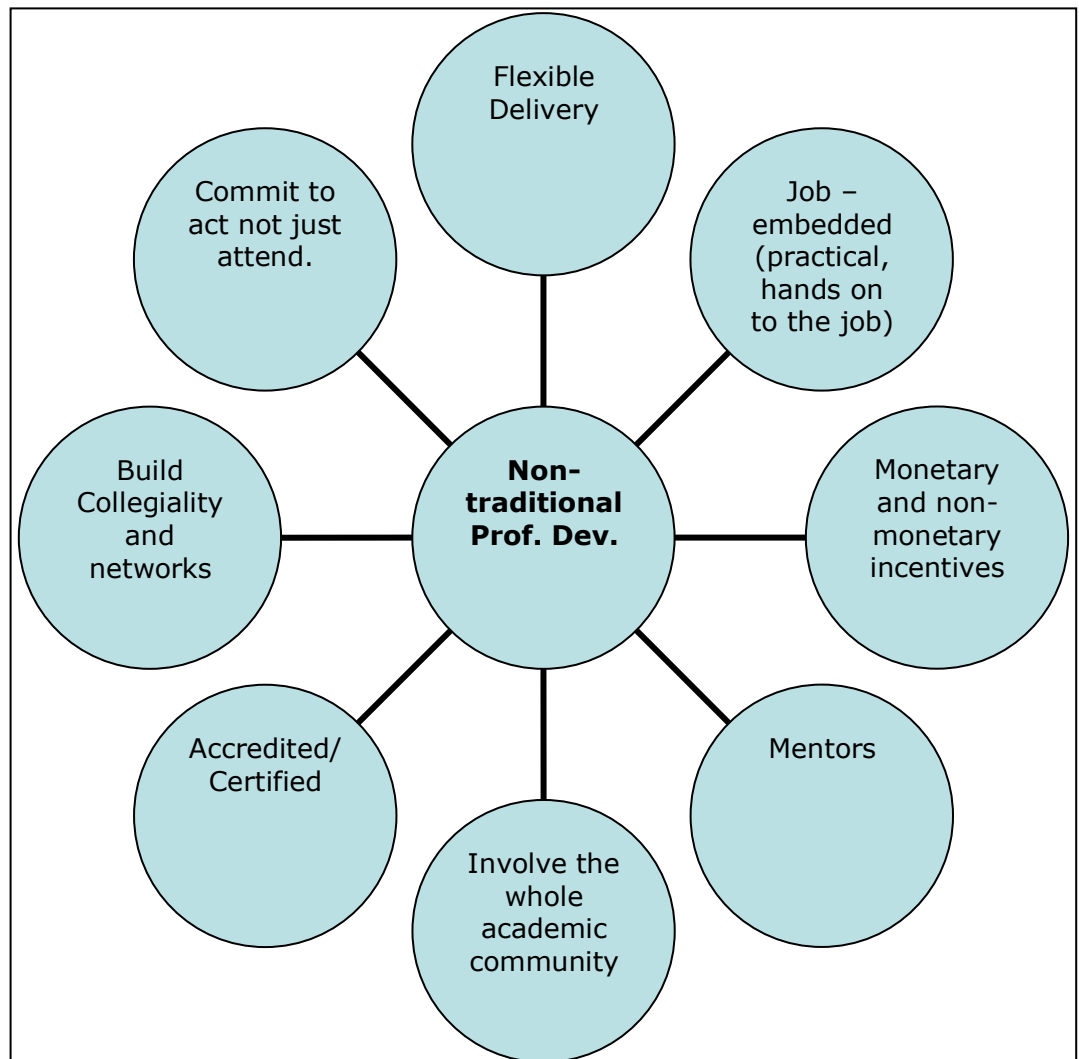 Flexible
Delivery
Commit to
act not just
attend.
Job –
embedded
(practical,
hands on
to the job)
Build
Collegiality
and
networks
Non-
traditional
Prof. Dev.
Monetary
and non-
monetary
incentives
Accredited/
Certified
Mentors
Involve the
whole
academic
community